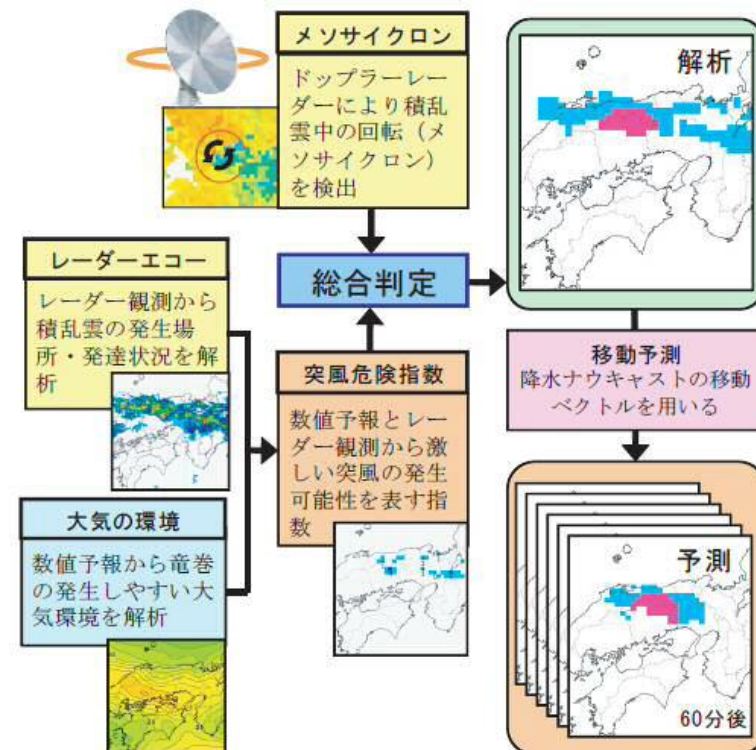 メソサイクロン
ドップラーレー
ダーにより積乱
雲中の回転（メ
ソサイクロン）
を検出
解析
レーダーエコー
レーダー観測から
積乱雲の発生場
所・発達状況を解
析
総合判定
移動予測
降水ナウキャストの移動
ベクトルを用いる
突風危険指数
数値予報とレー
ダー観測から激
しい突風の発生
可能性を表す指
数
大気の環境
数値予報から竜巻
の発生しやすい大
気環境を解析
予測
60分後